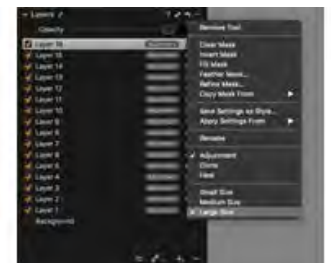 Layers
Opacity
Layer 16
Layer 15
Layer 14
Layer 13
Layer 12
Layer 11
Layer 10
Layer 9
Layer 8
Layer 7
Layer 6
Layer 5
Layer 4
Layer 3
Layer 2
Layer 1
Background
Remove Tool
Clear Mask
Invert Mask
Fill Mask
Feather Mask...
Refine Mask...
Copy Mask From
Save Settings as Style...
Apply Settings From
Rename
Adjustment
Clone
Heal
Small Size
Medium Size
Large Size